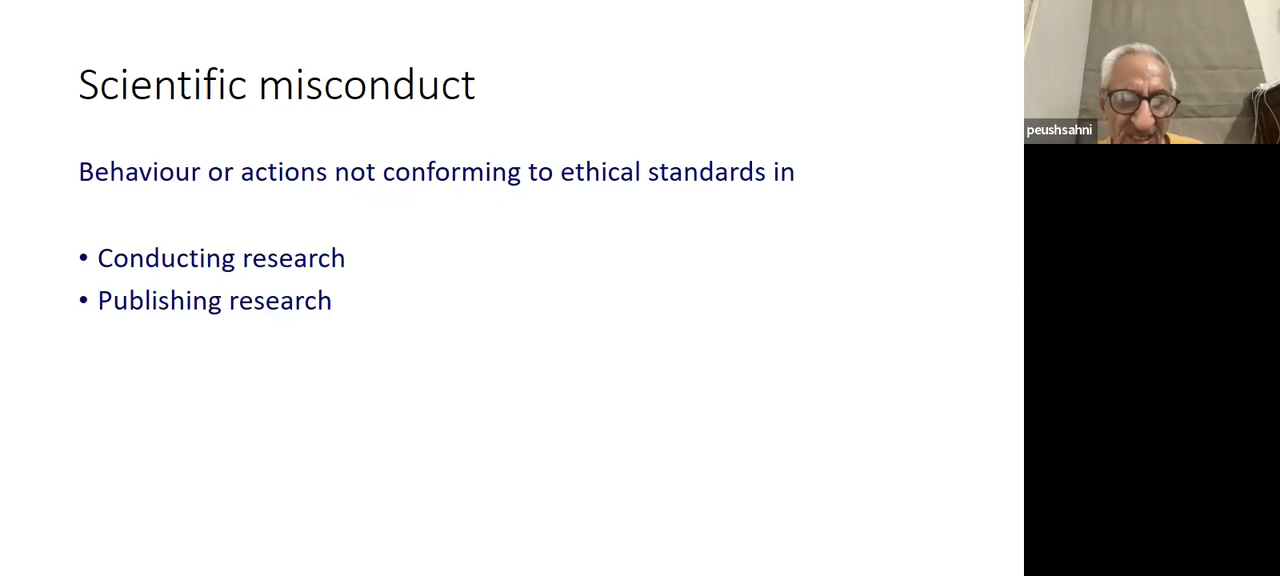 Scientific misconduct
Behaviour or actions not conforming to ethical standards in
• Conducting research
• Publishing research
peushsahni